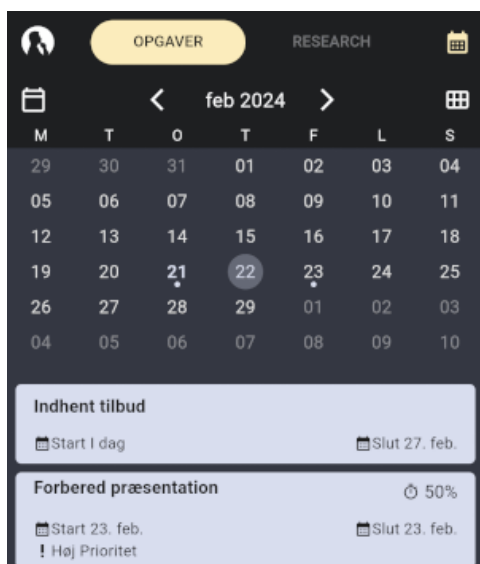 OPGAVER RESEARCH
feb 2024
M T O T F L S
29 30 31 01 02 03 04
05 06 07 08 09 10 11
12 13 14 15 16 17 18
19 20 21 22 23 24 25
26 27 28 29 01 02 03
04 05 06 07 08 09 10
Indhent tilbud
Start I dag Slut 27. feb.
Forbered præsentation 50%
Start 23. feb. Slut 23. feb.
! Høj Prioritet